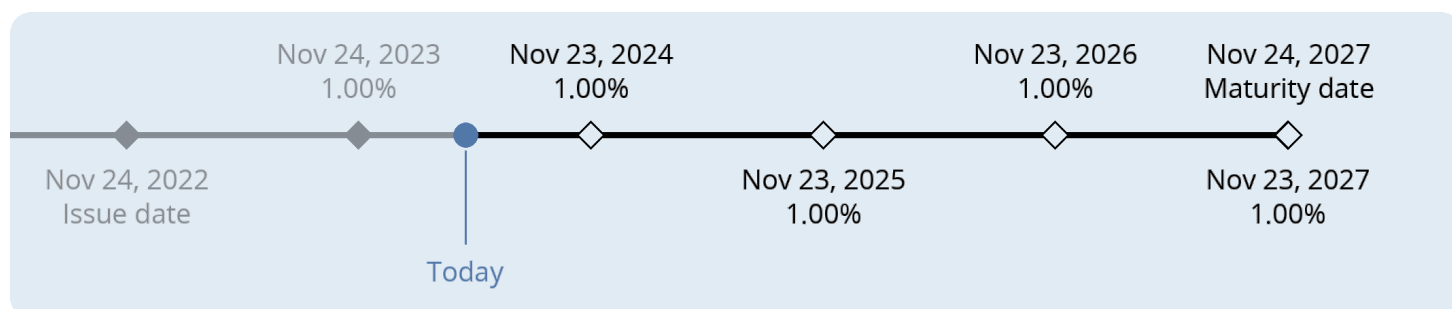 Nov 24, 2023
1.00%
Nov 23, 2024
1.00%
Nov 23, 2026
1.00%
Nov 24, 2027
Maturity date
Nov 24, 2022
Issue date
Nov 23, 2025
1.00%
Nov 23, 2027
1.00%
Today